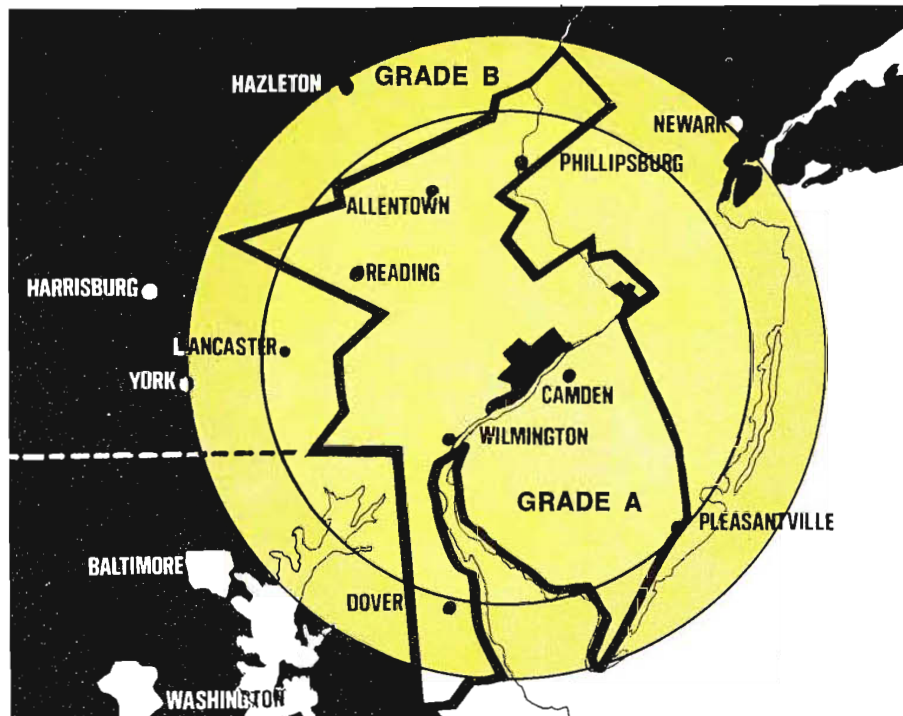 HAZLETON
GRADE B
NEWARK
PHILLIPSBURG
ALLENTOWN
READING
HARRISBURG
LANCASTER
YORK
CAMDEN
WILMINGTON
GRADE A
PLEASANTVILLE
BALTIMORE
DOVER
WASHINGTON